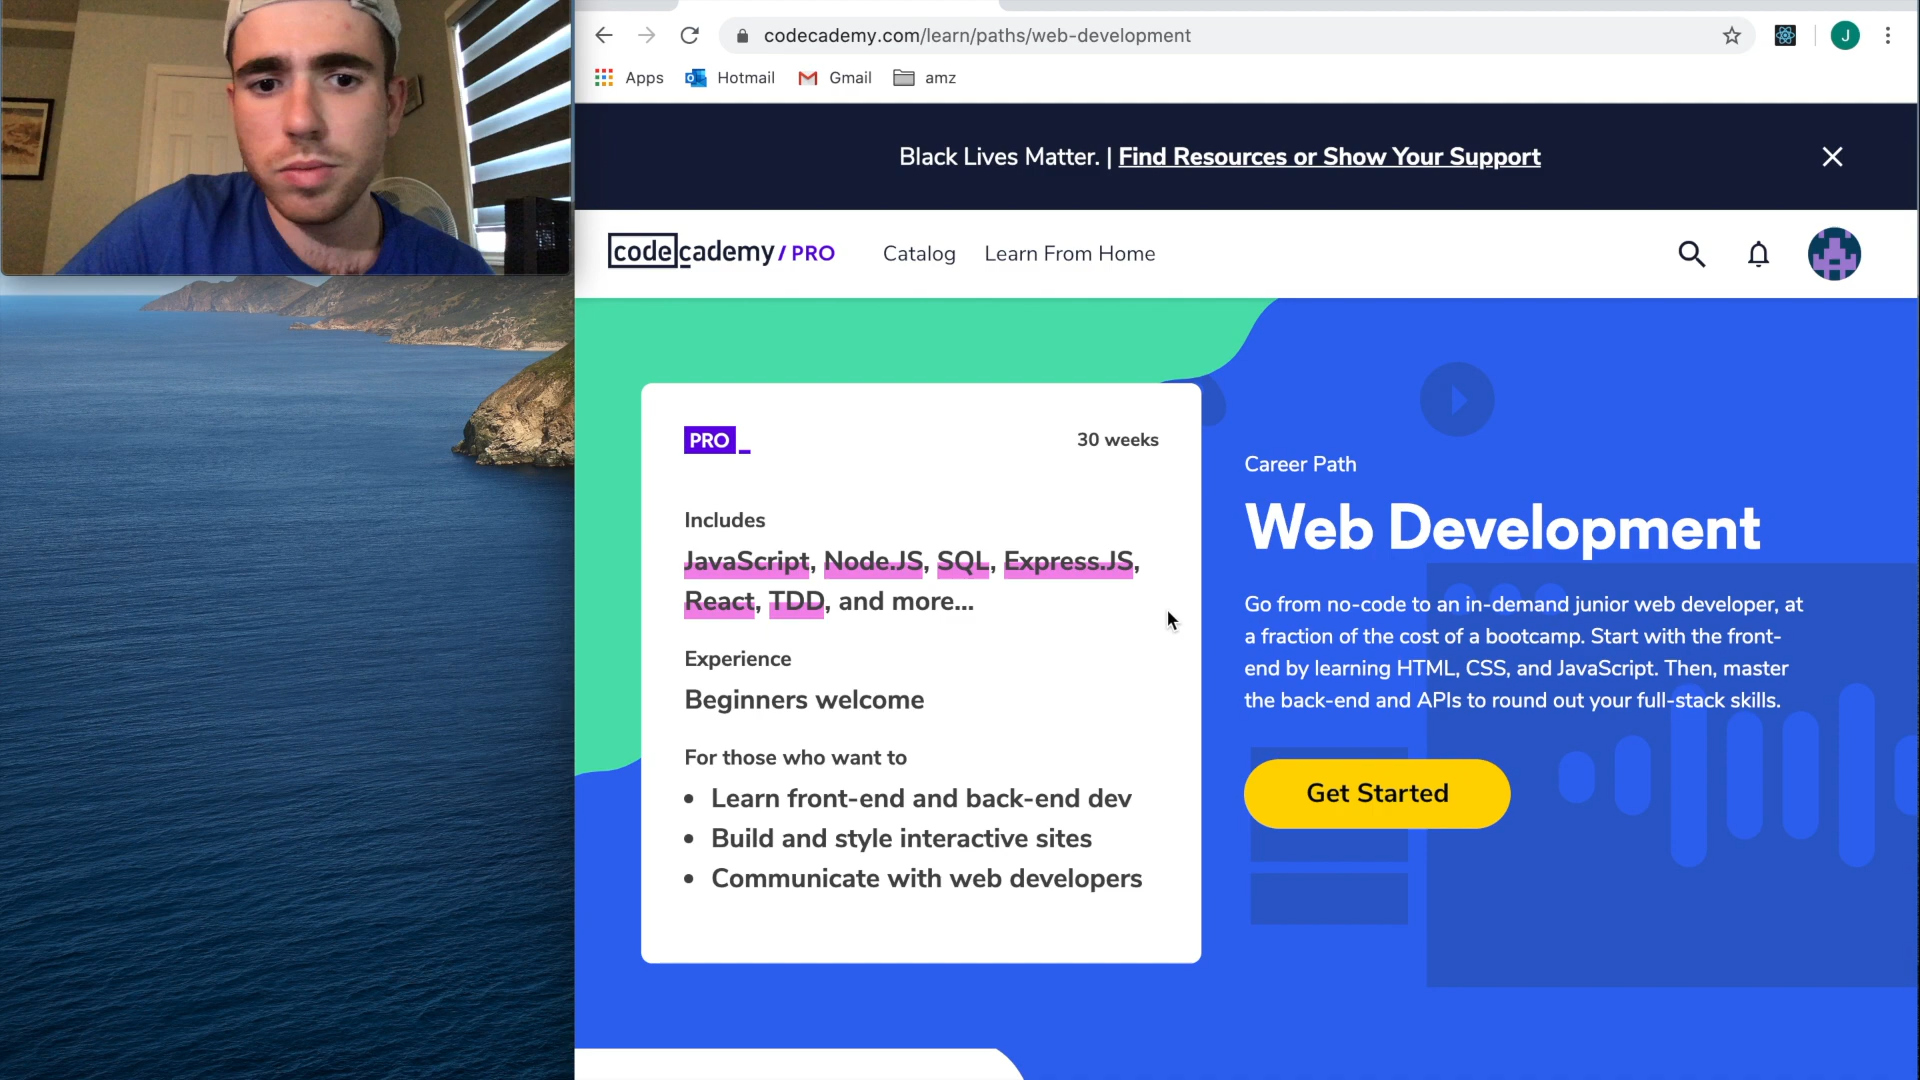 codecademy.com/learn/paths/web-development
J
Apps
Hotmail
Gmail
amz
Black Lives Matter. | Find Resources or Show Your Support
codecademy / PRO
Catalog
Learn From Home
PRO_
30 weeks
Includes
JavaScript, Node.JS, SQL, Express.JS,
React, TDD, and more...
Experience
Beginners welcome
For those who want to
• Learn front-end and back-end dev
• Build and style interactive sites
• Communicate with web developers
Career Path
Web Development
Go from no-code to an in-demand junior web developer, at
a fraction of the cost of a bootcamp. Start with the front-
end by learning HTML, CSS, and JavaScript. Then, master
the back-end and APIs to round out your full-stack skills.
Get Started